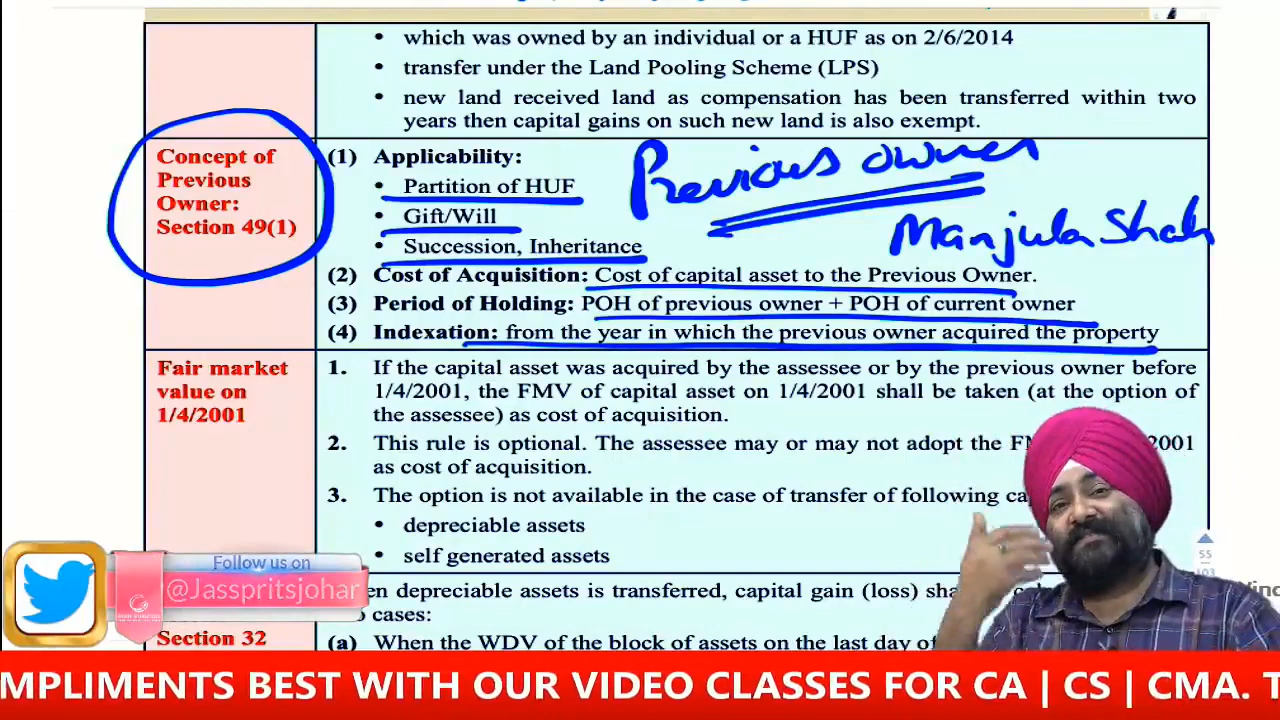 • which was owned by an individual or a HUF as on 2/6/2014
• transfer under the Land Pooling Scheme (LPS)
• new land received land as compensation has been transferred within two
years then capital gains on such new land is also exempt.
Concept of
Previous
Owner:
Section 49(1)
(1) Applicability:
• Partition of HUF
• Gift/Will
• Succession, Inheritance
Previous owner
Manjula Shah
(2) Cost of Acquisition: Cost of capital asset to the Previous Owner.
(3) Period of Holding: POH of previous owner + POH of current owner
(4) Indexation: from the year in which the previous owner acquired the property
Fair market
value on
1/4/2001
1. If the capital asset was acquired by the assessee or by the previous owner before
1/4/2001, the FMV of capital asset on 1/4/2001 shall be taken (at the option of
the assessee) as cost of acquisition.
2. This rule is optional. The assessee may or may not adopt the 2001
as cost of acquisition.
3. The option is not available in the case of transfer of following
• depreciable assets
• self generated assets
Follow us on
@Jasspritsjohar
depreciable assets is transferred, capital gain (loss)
cases:
Section 32
(a) When the WDV of the block of assets on the last day of
55
103
MPLIMENTS BEST WITH OUR VIDEO CLASSES FOR CA | CS | CMA. T